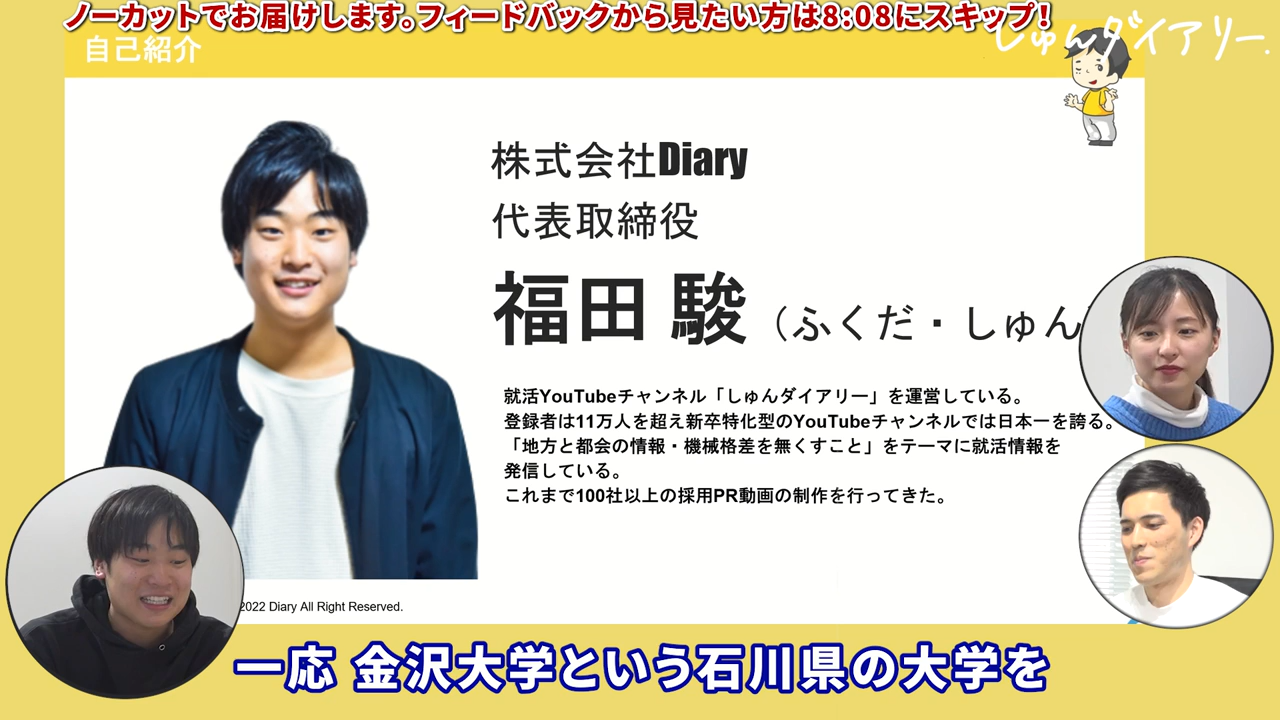 ノーカットでお届けします。フィードバックから見たい方は8:08にスキップ!
しゅんダイアリー.
自己紹介
株式会社Diary
代表取締役
福田 駿（ふくだ・しゅん
就活YouTubeチャンネル「しゅんダイアリー」を運営している。
登録者は11万人を超え新卒特化型のYouTubeチャンネルでは日本一を誇る。
「地方と都会の情報・機械格差を無くすこと」をテーマに就活情報を
発信している。
これまで100社以上の採用PR動画の制作を行ってきた。
2022 Diary All Right Reserved.
一応 金沢大学という石川県の大学を